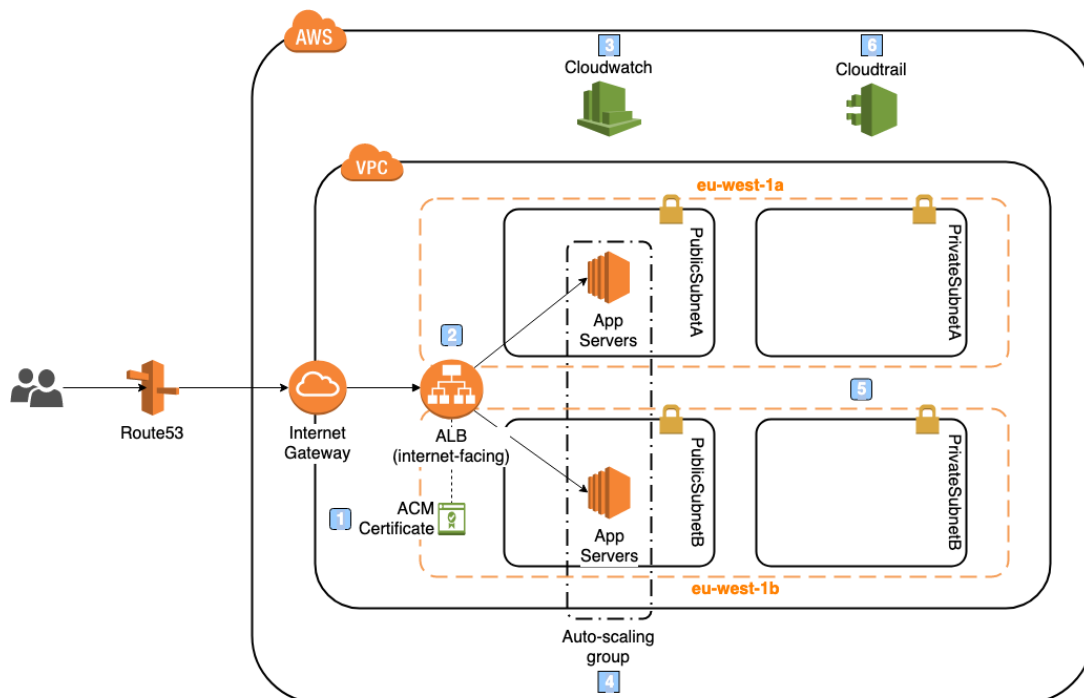 AWS
3
Cloudwatch
6
Cloudtrail
VPC
eu-west-1a
PublicSubnetA
PrivateSubnetA
App
Servers
2
Route53
Internet
Gateway
ALB
(internet-facing)
5
1
ACM
Certificate
PublicSubnetB
PrivateSubnetB
App
Servers
eu-west-1b
Auto-scaling
group
4